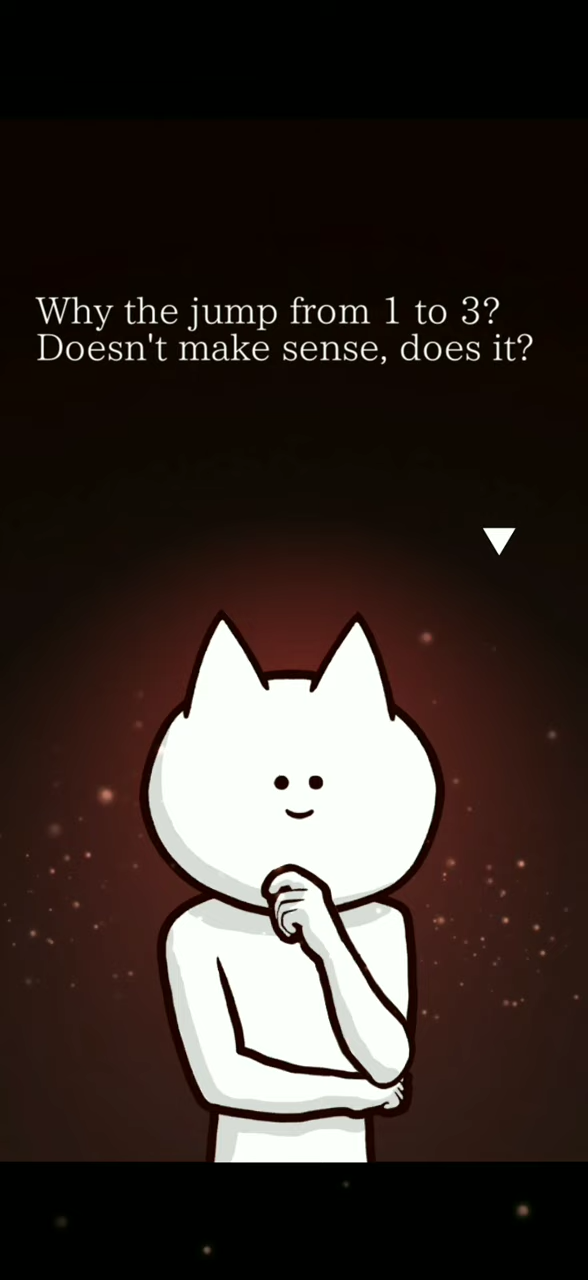 Why the jump from 1 to 3?
Doesn't make sense, does it?